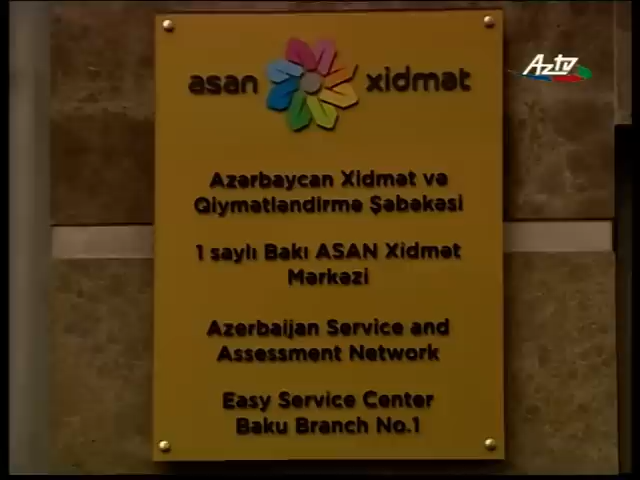 asan xidmət
Aztv
Azərbaycan Xidmət və
Qiymətləndirmə Şəbəkəsi
1 saylı Bakı ASAN Xidmət
Mərkəzi
Azerbaijan Service and
Assessment Network
Easy Service Center
Baku Branch No.1